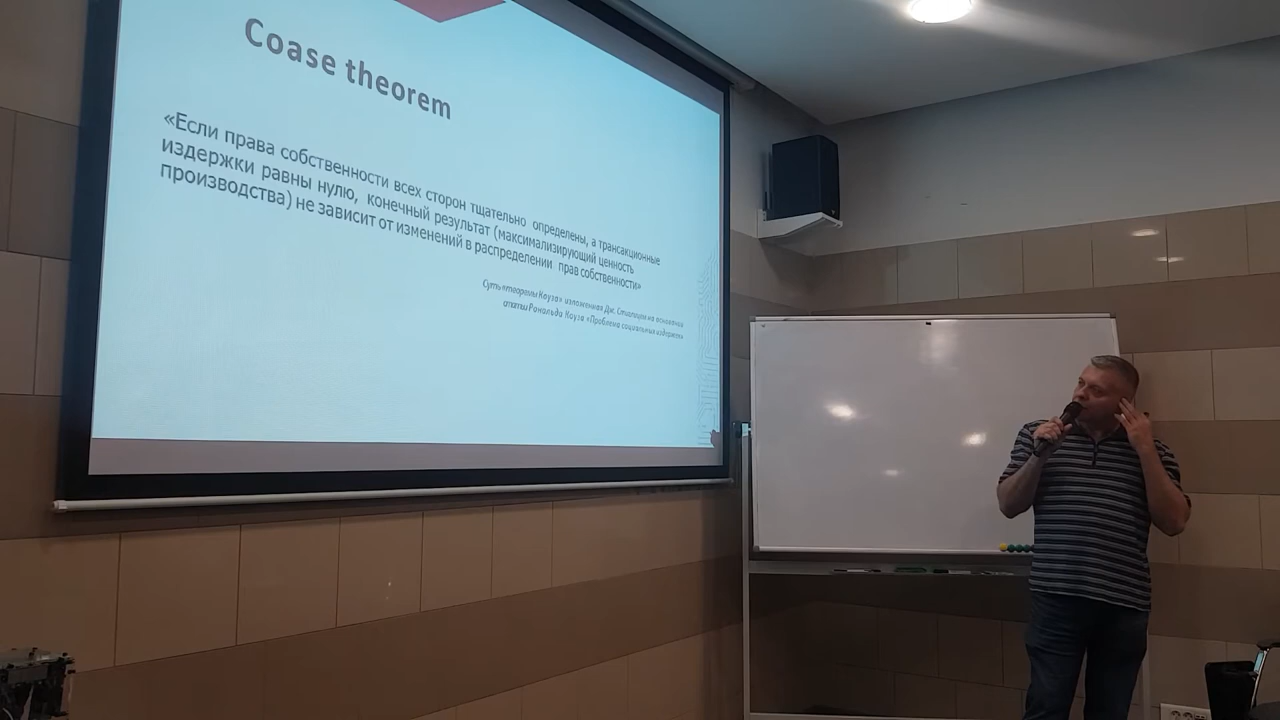 Coase theorem
«Если права собственности всех сторон тщательно определены, а трансакционные
издержки равны нулю, конечный результат (максимализирующий ценность
производства) не зависит от изменений в распределении прав собственности»
Суть «теоремы Коуза» изложенная Дж. Стиглицем на основании
статьи Рональда Коуза «Проблема социальных издержек»